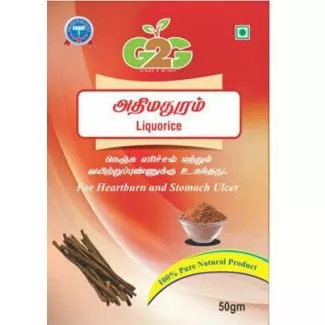 G2G
அதிமதுரம்
Liquorice
நெஞ்சு எரிச்சல் மற்றும்
வயிற்றுபுண்ணுக்கு உகந்தது.
For Heartburn and Stomach Ulcer
100% Pure Natural Product
50gm